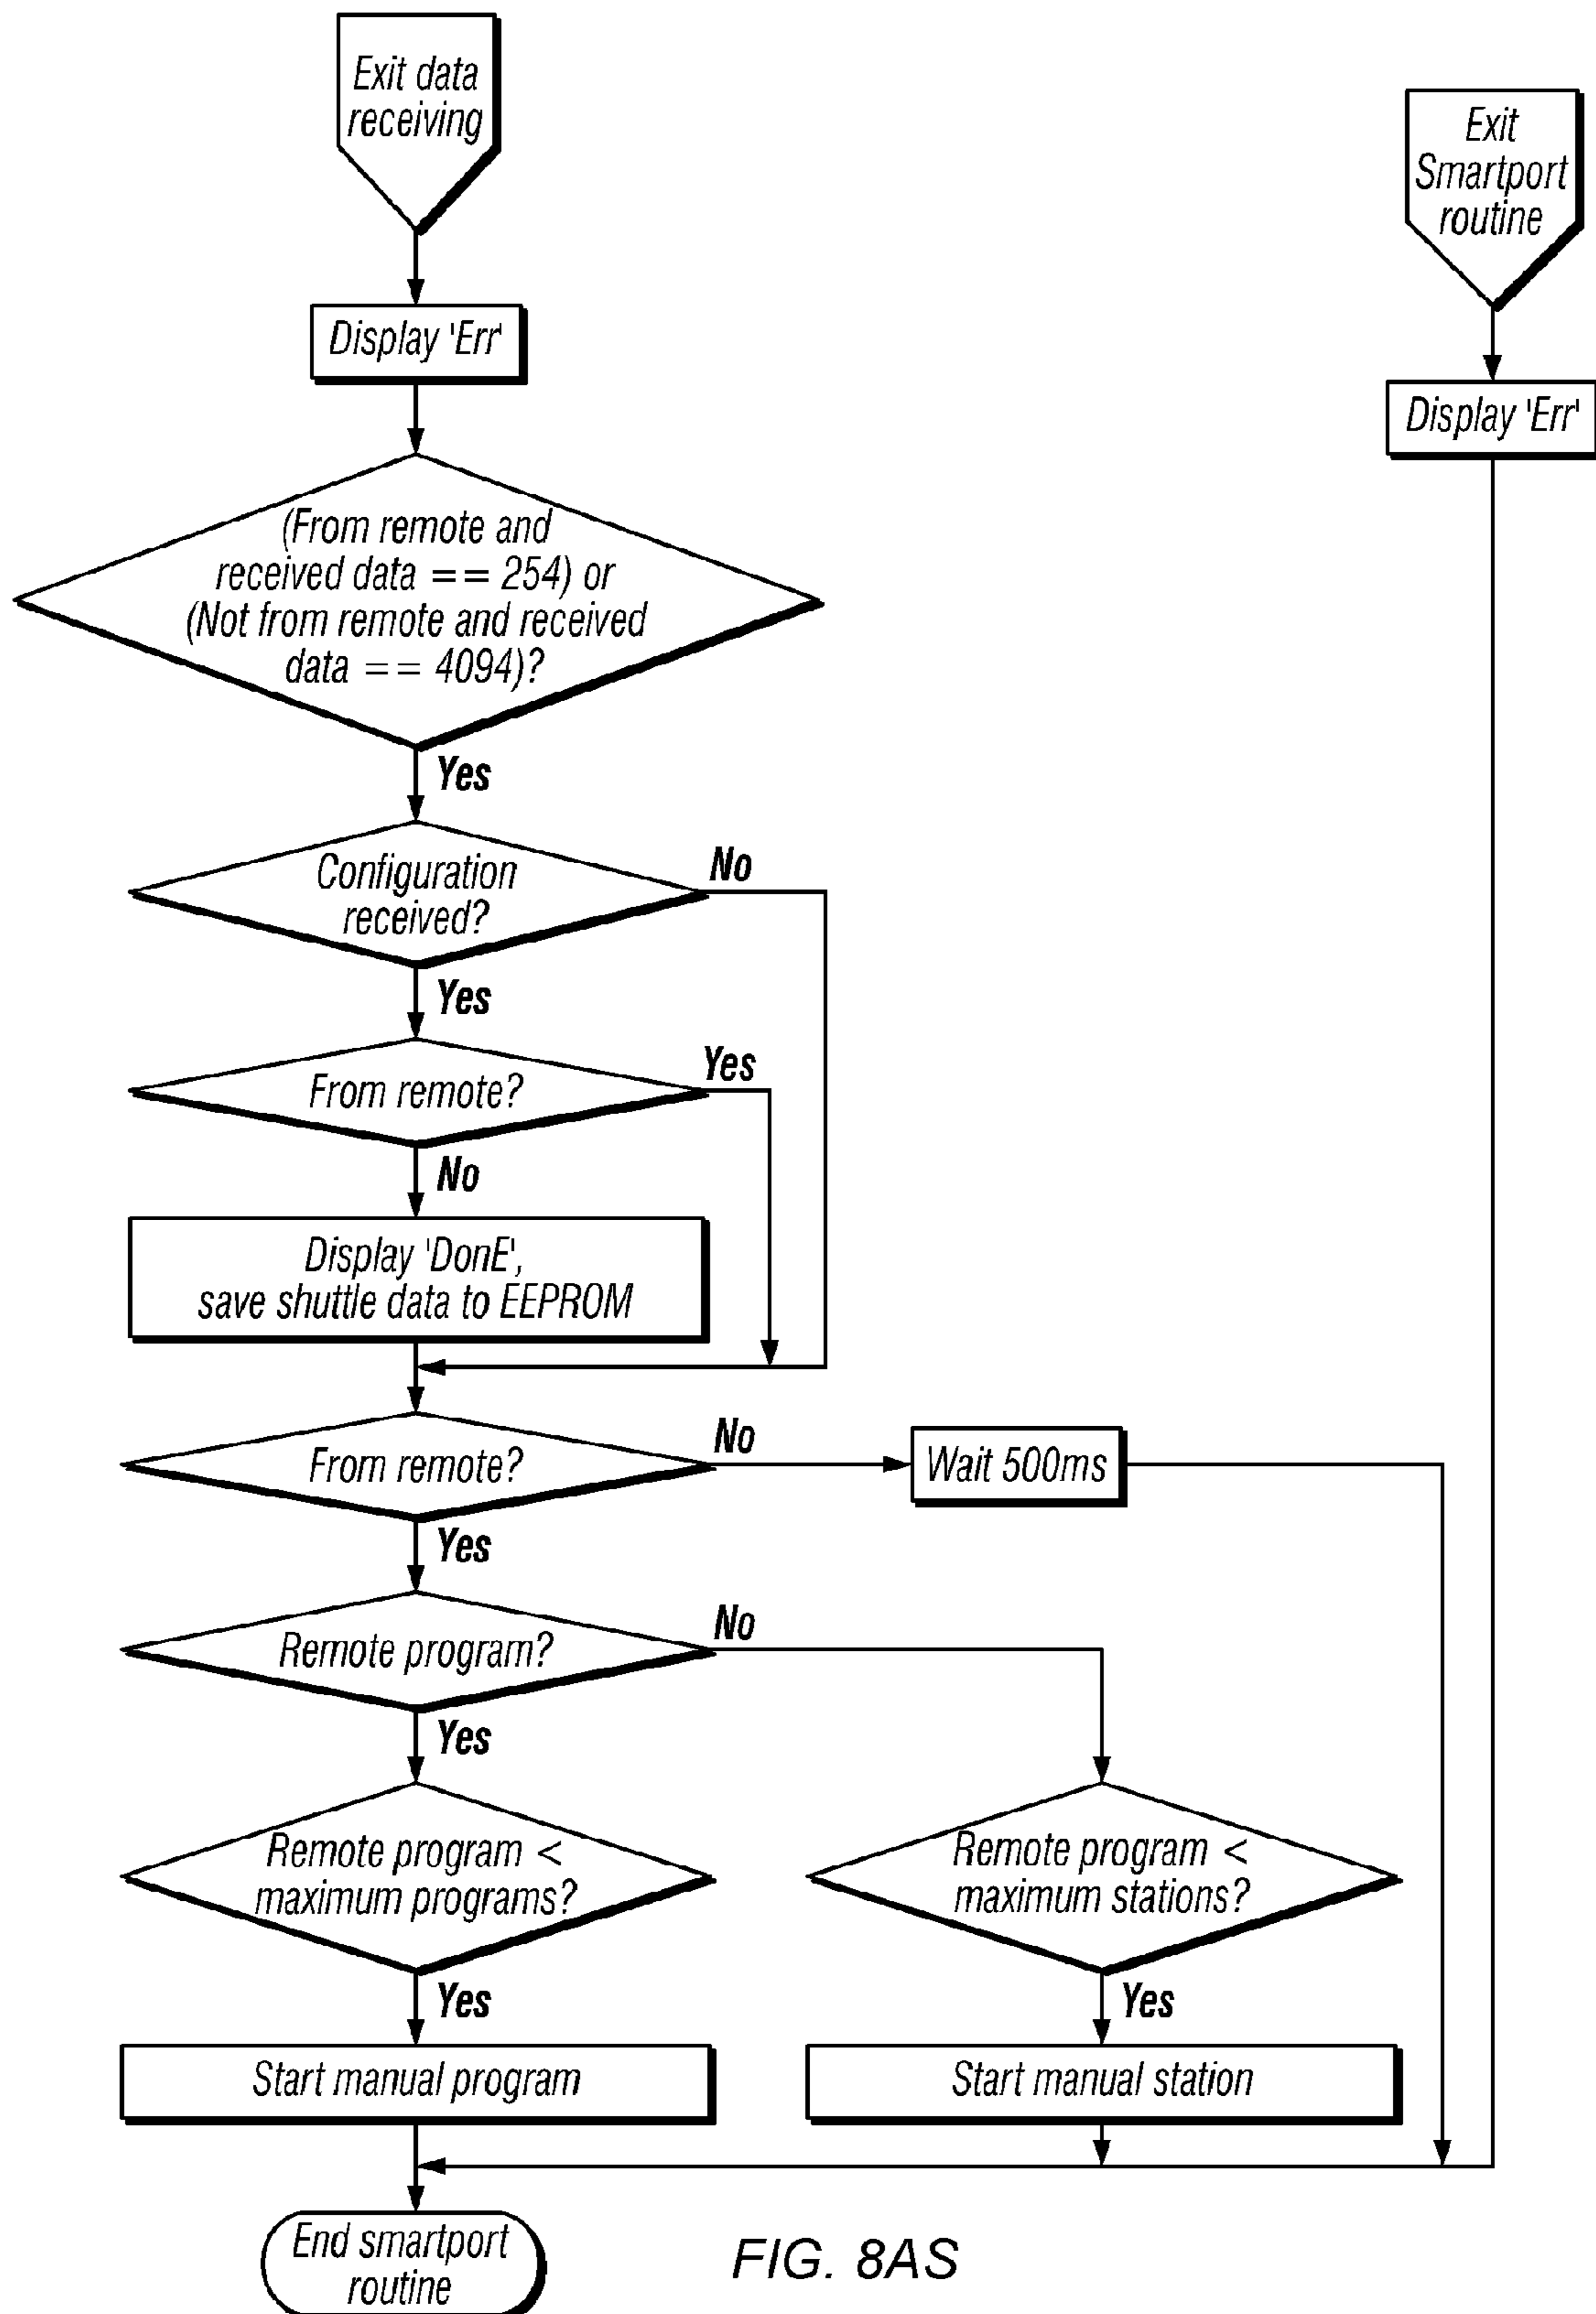 Exit data
receiving
Exit
Smartport
routine
Display 'Err'
Display 'Err'
(From remote and
received data == 254) or
(Not from remote and received
data == 4094)?
Yes
Configuration
received?
No
Yes
From remote?
Yes
No
Display 'DonE',
save shuttle data to EEPROM
From remote?
No
Wait 500ms
Yes
Remote program?
No
Yes
Remote program <
maximum programs?
Remote program <
maximum stations?
Yes
Yes
Start manual program
Start manual station
End smartport
routine
FIG. 8AS